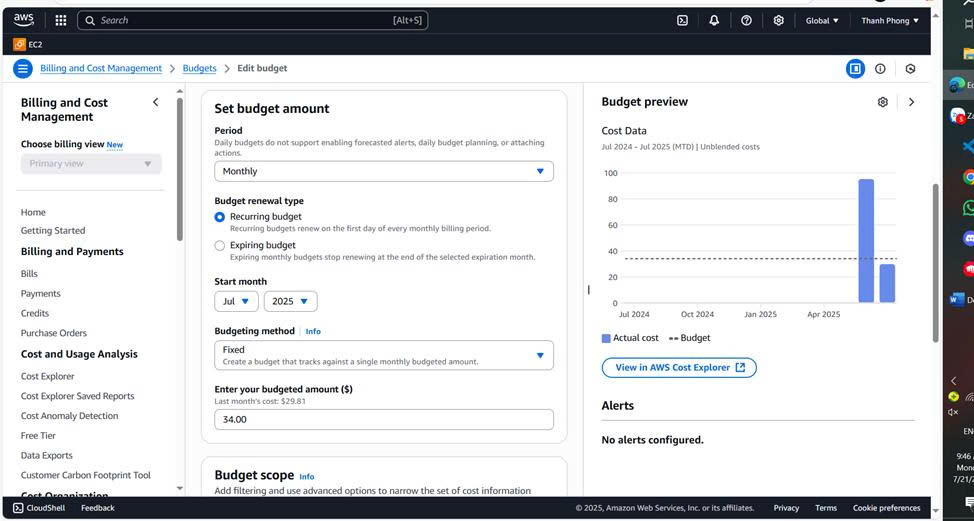 aws
Search [Alt+S]
Global
Thanh Phong
EC2
Billing and Cost Management > Budgets > Edit budget
Billing and Cost
Management
Choose billing view New
Primary view
Home
Getting Started
Billing and Payments
Bills
Payments
Credits
Purchase Orders
Cost and Usage Analysis
Cost Explorer
Cost Explorer Saved Reports
Cost Anomaly Detection
Free Tier
Data Exports
Customer Carbon Footprint Tool
Cost Organization
Set budget amount
Period
Daily budgets do not support enabling forecasted alerts, daily budget planning, or attaching
actions.
Monthly
Budget renewal type
Recurring budget
Recurring budgets renew on the first day of every monthly billing period.
Expiring budget
Expiring monthly budgets stop renewing at the end of the selected expiration month.
Start month
Jul 2025
Budgeting method Info
Fixed
Create a budget that tracks against a single monthly budgeted amount.
Enter your budgeted amount ($)
Last month's cost: $29.81
34.00
Budget scope Info
Add filtering and use advanced options to narrow the set of cost information
Budget preview
Cost Data
Jul 2024 - Jul 2025 (MTD) | Unblended costs
100
80
60
40
20
0
Jul 2024 Oct 2024 Jan 2025 Apr 2025
Actual cost Budget
View in AWS Cost Explorer
Alerts
No alerts configured.
CloudShell Feedback
© 2025, Amazon Web Services, Inc. or its affiliates. Privacy Terms Cookie preferences
9:46
7/21/2